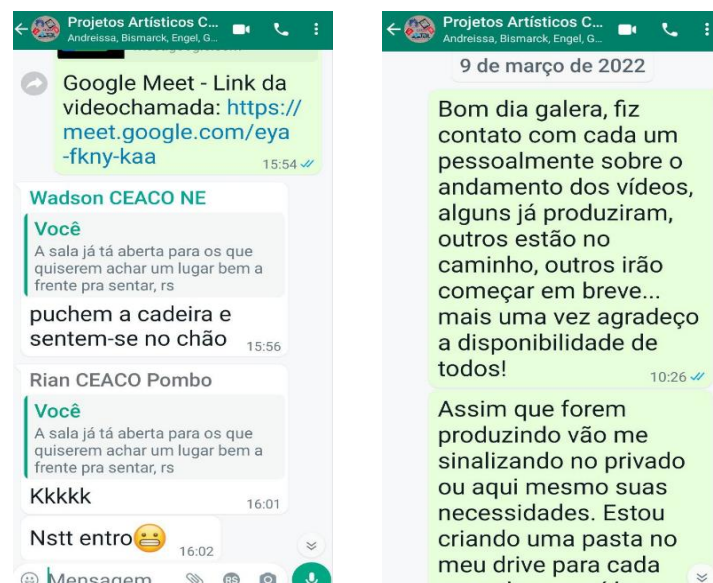 Projetos Artísticos C...
Andreissa, Bismarck, Engel, G...
Google Meet - Link da
videochamada: https://
meet.google.com/eya
-fkny-kaa
15:54
Wadson CEACO NE
Você
A sala já tá aberta para os que
quiserem achar um lugar bem a
frente pra sentar, rs
puchem a cadeira e
sentem-se no chão
15:56
Rian CEACO Pombo
Você
A sala já tá aberta para os que
quiserem achar um lugar bem a
frente pra sentar, rs
Kkkkk
16:01
Nstt entro😬
16:02
Mensagem
Projetos Artísticos C...
Andreissa, Bismarck, Engel, G...
9 de março de 2022
Bom dia galera, fiz
contato com cada um
pessoalmente sobre o
andamento dos vídeos,
alguns já produziram,
outros estão no
caminho, outros irão
começar em breve...
mais uma vez agradeço
a disponibilidade de
todos!
10:26
Assim que forem
produzindo vão me
sinalizando no privado
ou aqui mesmo suas
necessidades. Estou
criando uma pasta no
meu drive para cada